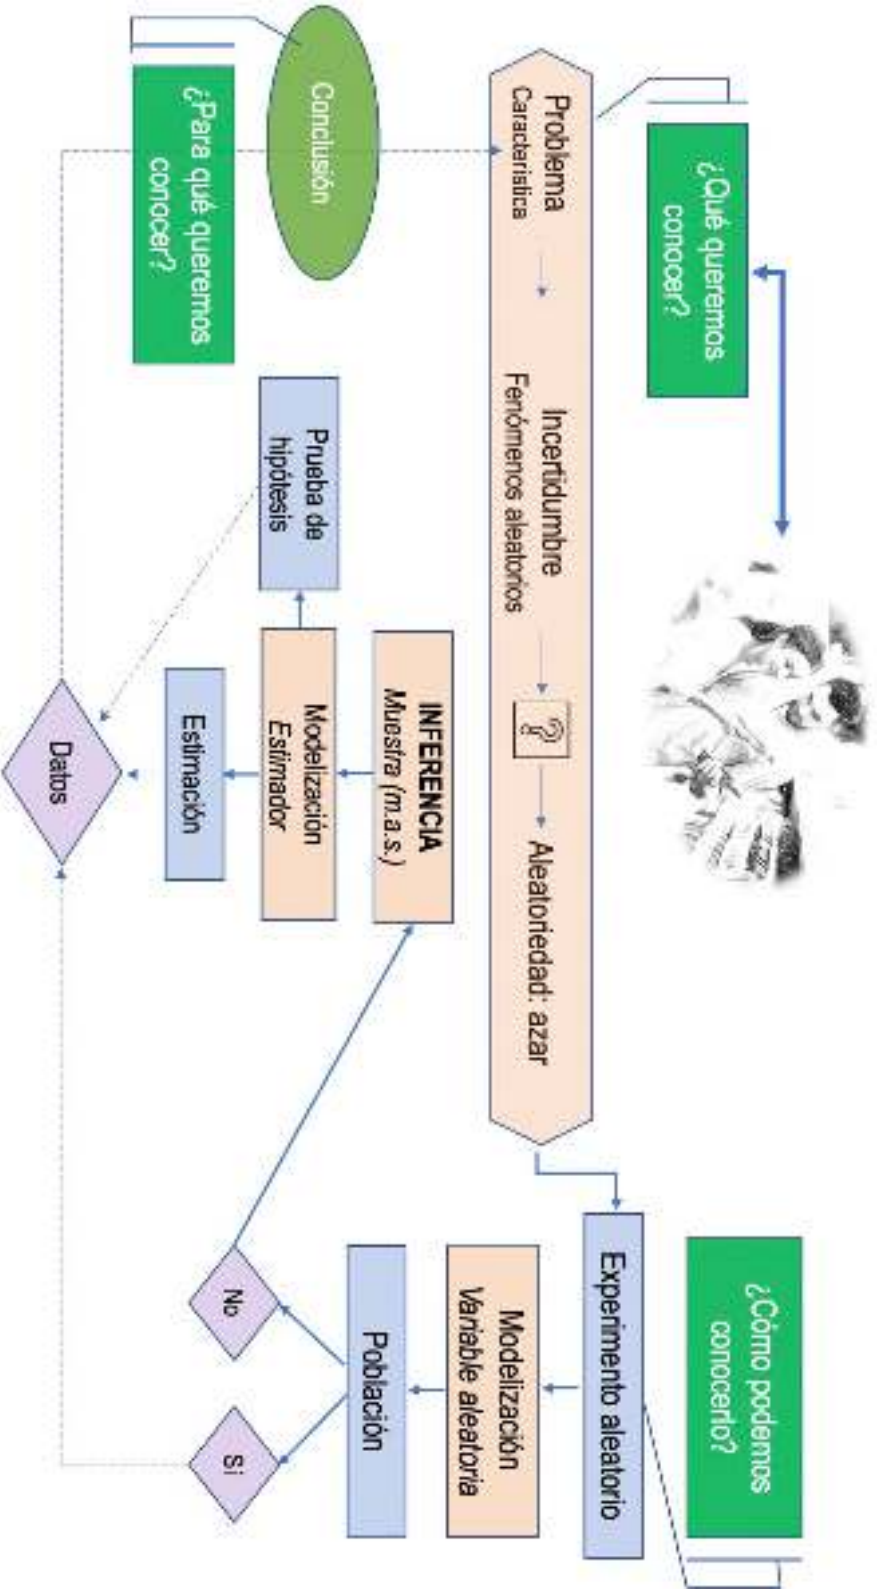 ¿Qué queremos
conocer?
¿Cómo podemos
conocerlo?
Problema
Característica
Incertidumbre
Fenómenos aleatorios
?
Aleatoriedad: azar
Experimento aleatorio
Modelización
Variable aleatoria
Población
No
Si
INFERENCIA
Muestra (m.a.s.)
Modelización
Estimador
Prueba de
hipótesis
Estimación
Datos
Conclusión
¿Para qué queremos
conocer?